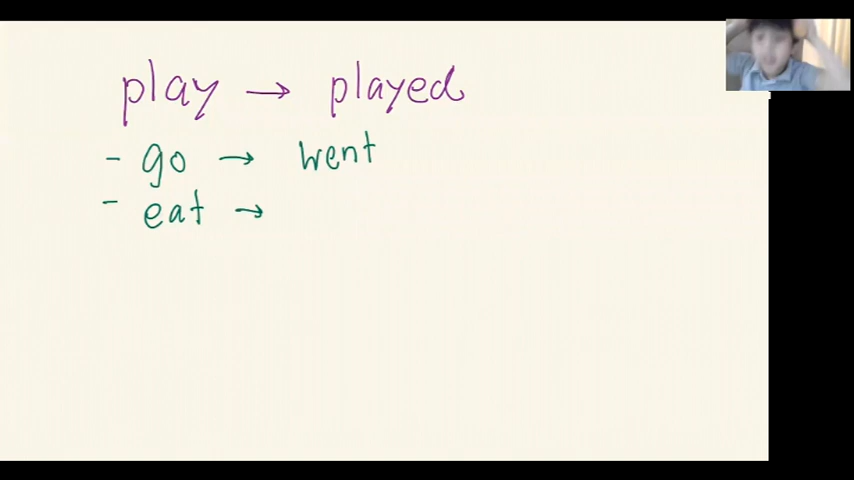 play → played
- go → went
- eat →